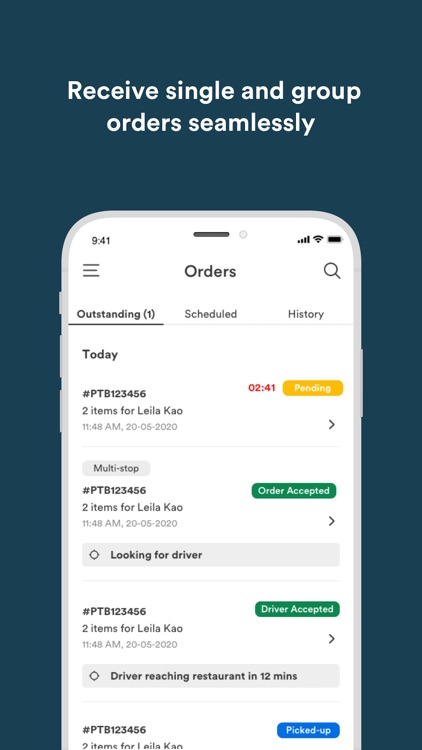 Receive single and group
orders seamlessly
9:41
Orders
Outstanding (1) Scheduled History
Today
#PTB123456 02:41 Pending
2 items for Leila Kao
11:48 AM, 20-05-2020
Multi-stop
#PTB123456 Order Accepted
2 items for Leila Kao
11:48 AM, 20-05-2020
Looking for driver
#PTB123456 Driver Accepted
2 items for Leila Kao
11:48 AM, 20-05-2020
Driver reaching restaurant in 12 mins
#PTB123456 Picked-up
2 items for Leila Kao